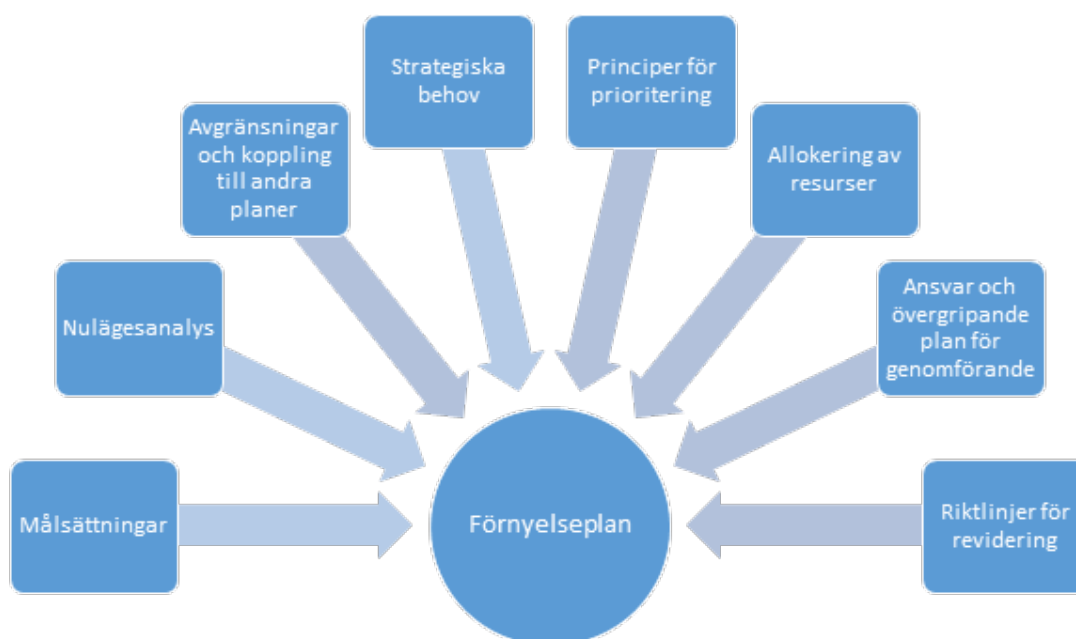 Strategiska
behov
Principer för
prioritering
Avgränsningar
och koppling
till andra
planer
Allokering av
resurser
Nulägesanalys
Ansvar och
övergripande
plan för
genomförande
Målsättningar
Förnyelseplan
Riktlinjer för
revidering